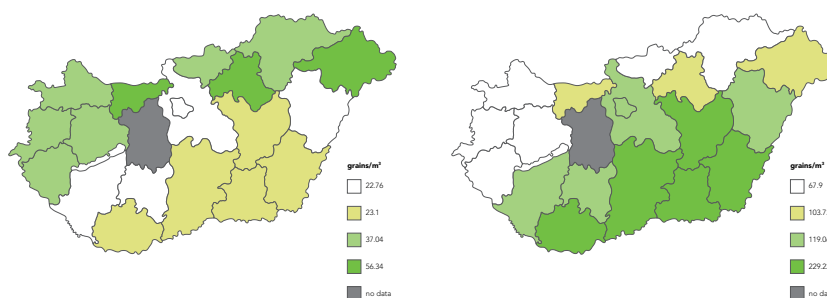 grains/m³
22.76
23.1
37.04
56.34
no data
grains/m³
67.9
103.7
119.0
229.2
no da